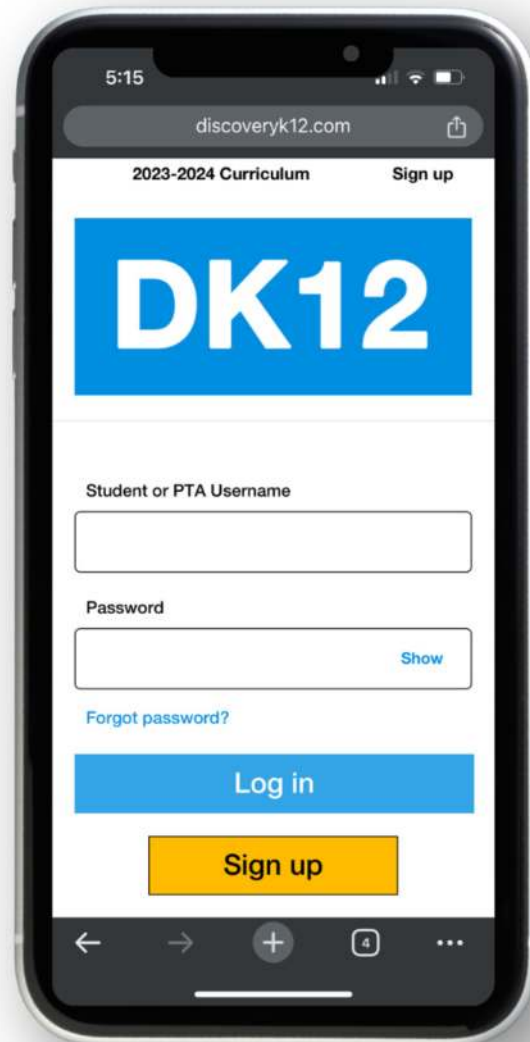 5:15
discoveryk12.com
2023-2024 Curriculum Sign up
DK12
Student or PTA Username
Password
Show
Forgot password?
Log in
Sign up
4